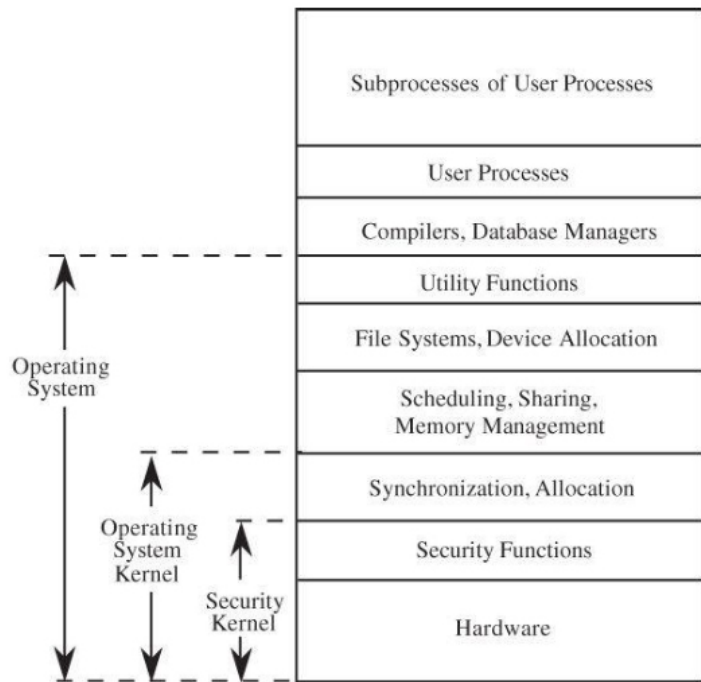 Subprocesses of User Processes
User Processes
Compilers, Database Managers
Utility Functions
File Systems, Device Allocation
Scheduling, Sharing,
Memory Management
Synchronization, Allocation
Security Functions
Hardware
Operating
System
Operating
System
Kernel
Security
Kernel